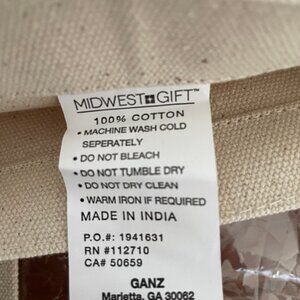 MIDWEST GIFT™
100% COTTON
• MACHINE WASH COLD
SEPERATELY
• DO NOT BLEACH
• DO NOT TUMBLE DRY
• DO NOT DRY CLEAN
• WARM IRON IF REQUIRED
MADE IN INDIA
P.O.#: 1941631
RN #112710
CA# 50659
GANZ
Marietta, GA 30062